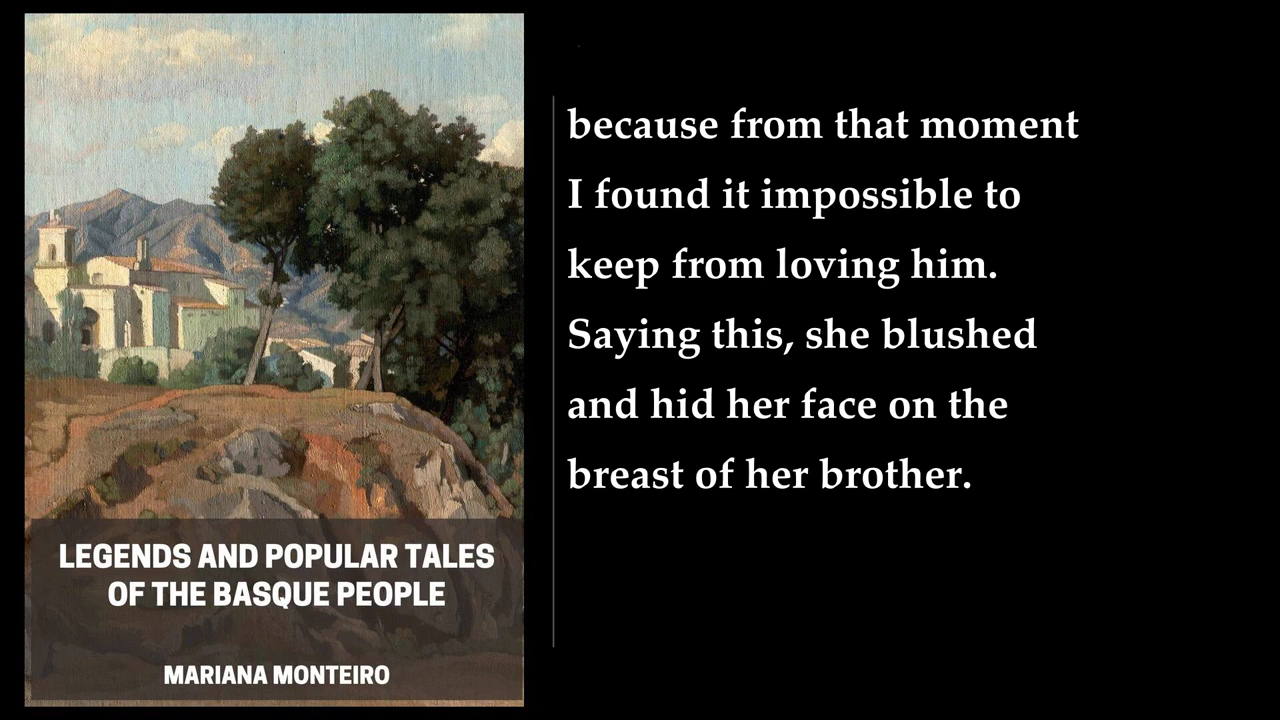 because from that moment
I found it impossible to
keep from loving him.
Saying this, she blushed
and hid her face on the
breast of her brother.
LEGENDS AND POPULAR TALES
OF THE BASQUE PEOPLE
MARIANA MONTEIRO